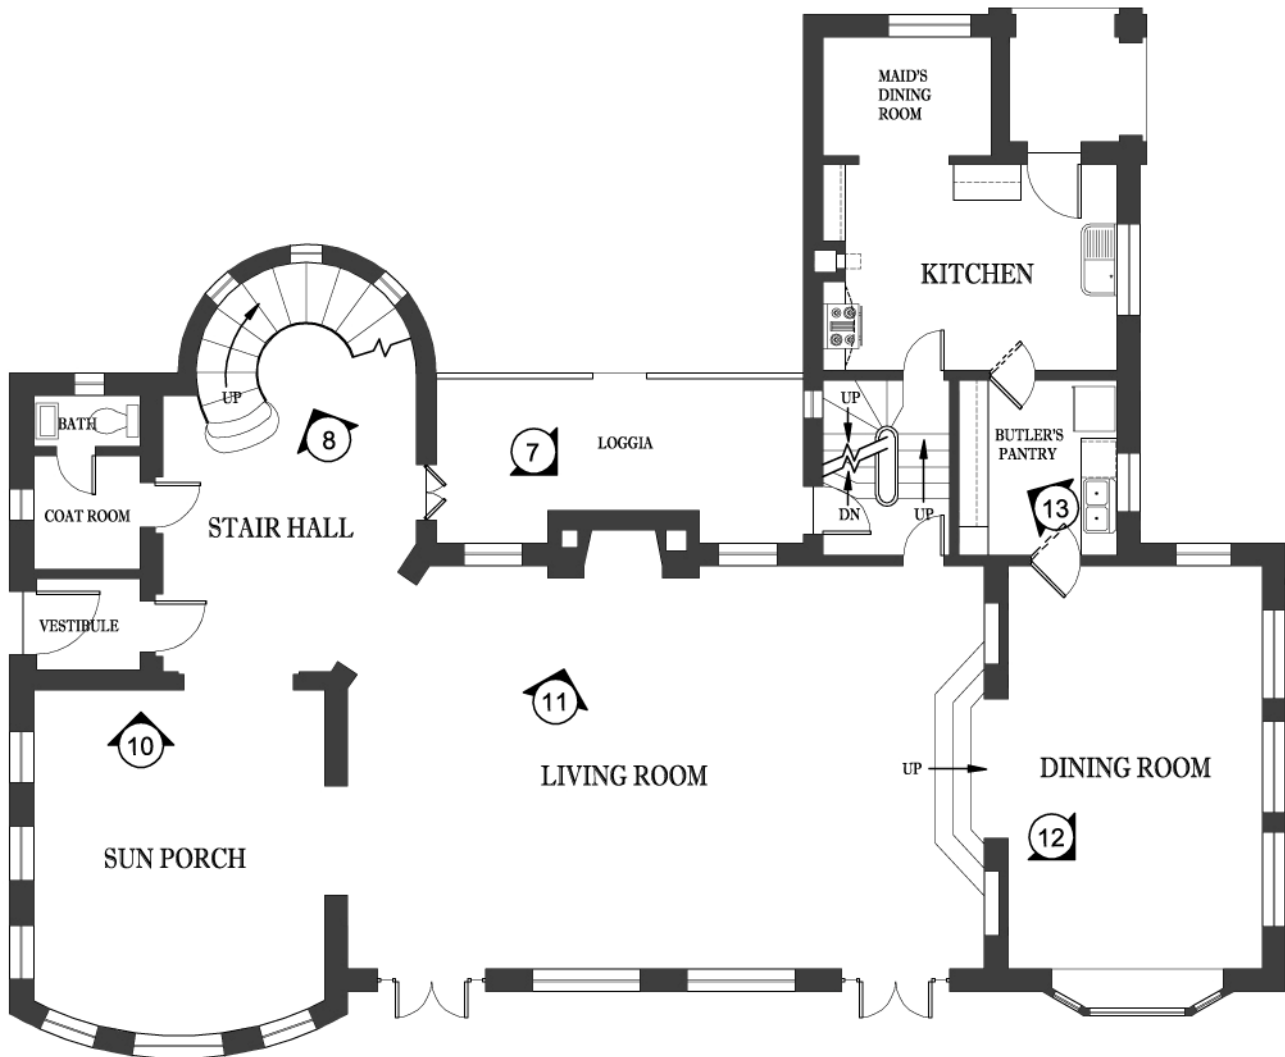 MAID'S
DINING
ROOM
KITCHEN
UP
UP
BATH
8
7
LOGGIA
BUTLER'S
PANTRY
COAT ROOM
STAIR HALL
13
DN
UP
VESTIBULE
11
10
LIVING ROOM
UP
DINING ROOM
12
SUN PORCH